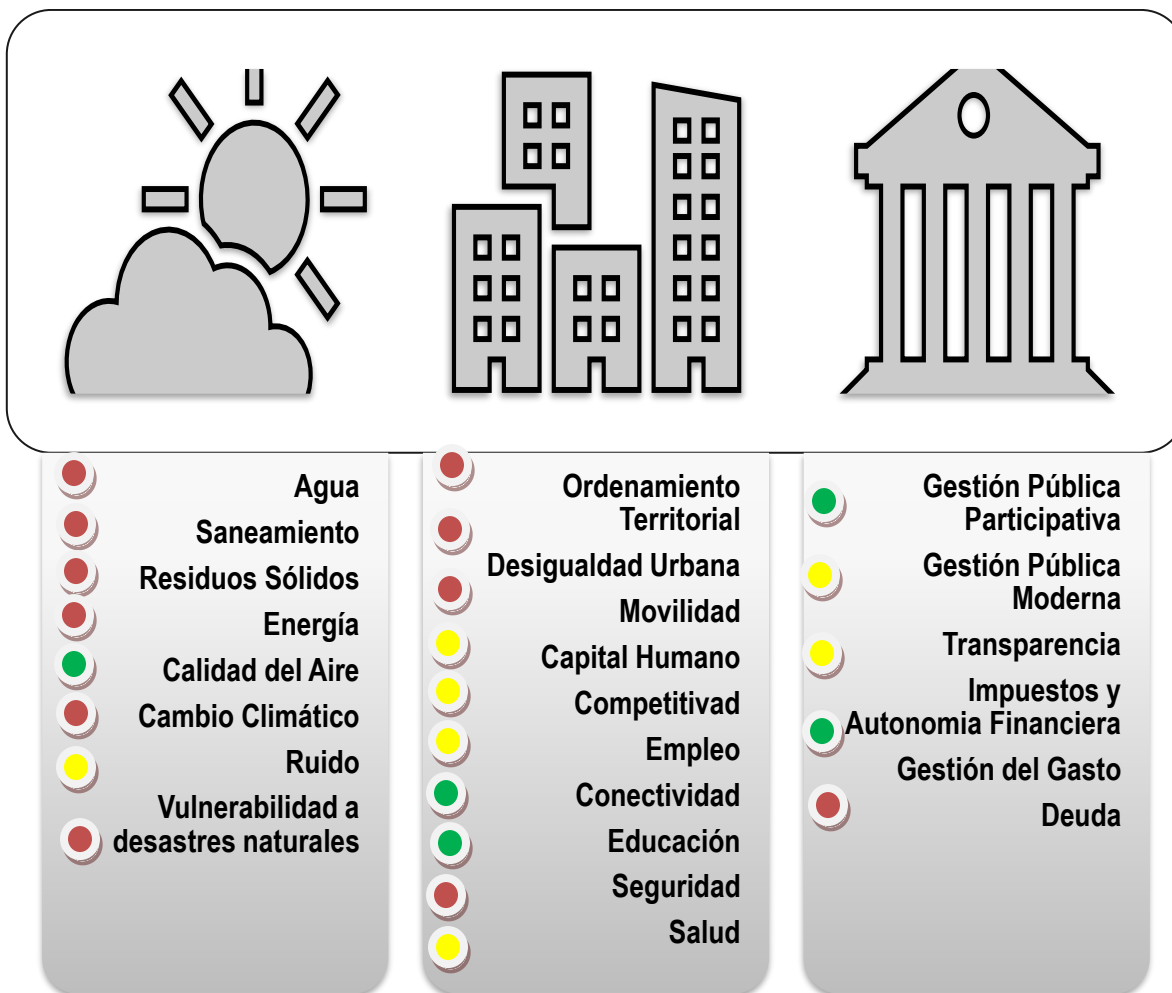 Agua
Saneamiento
Residuos Sólidos
Energía
Calidad del Aire
Cambio Climático
Ruido
Vulnerabilidad a
desastres naturales
Ordenamiento
Territorial
Desigualdad Urbana
Movilidad
Capital Humano
Competitivad
Empleo
Conectividad
Educación
Seguridad
Salud
Gestión Pública
Participativa
Gestión Pública
Moderna
Transparencia
Impuestos y
Autonomia Financiera
Gestión del Gasto
Deuda